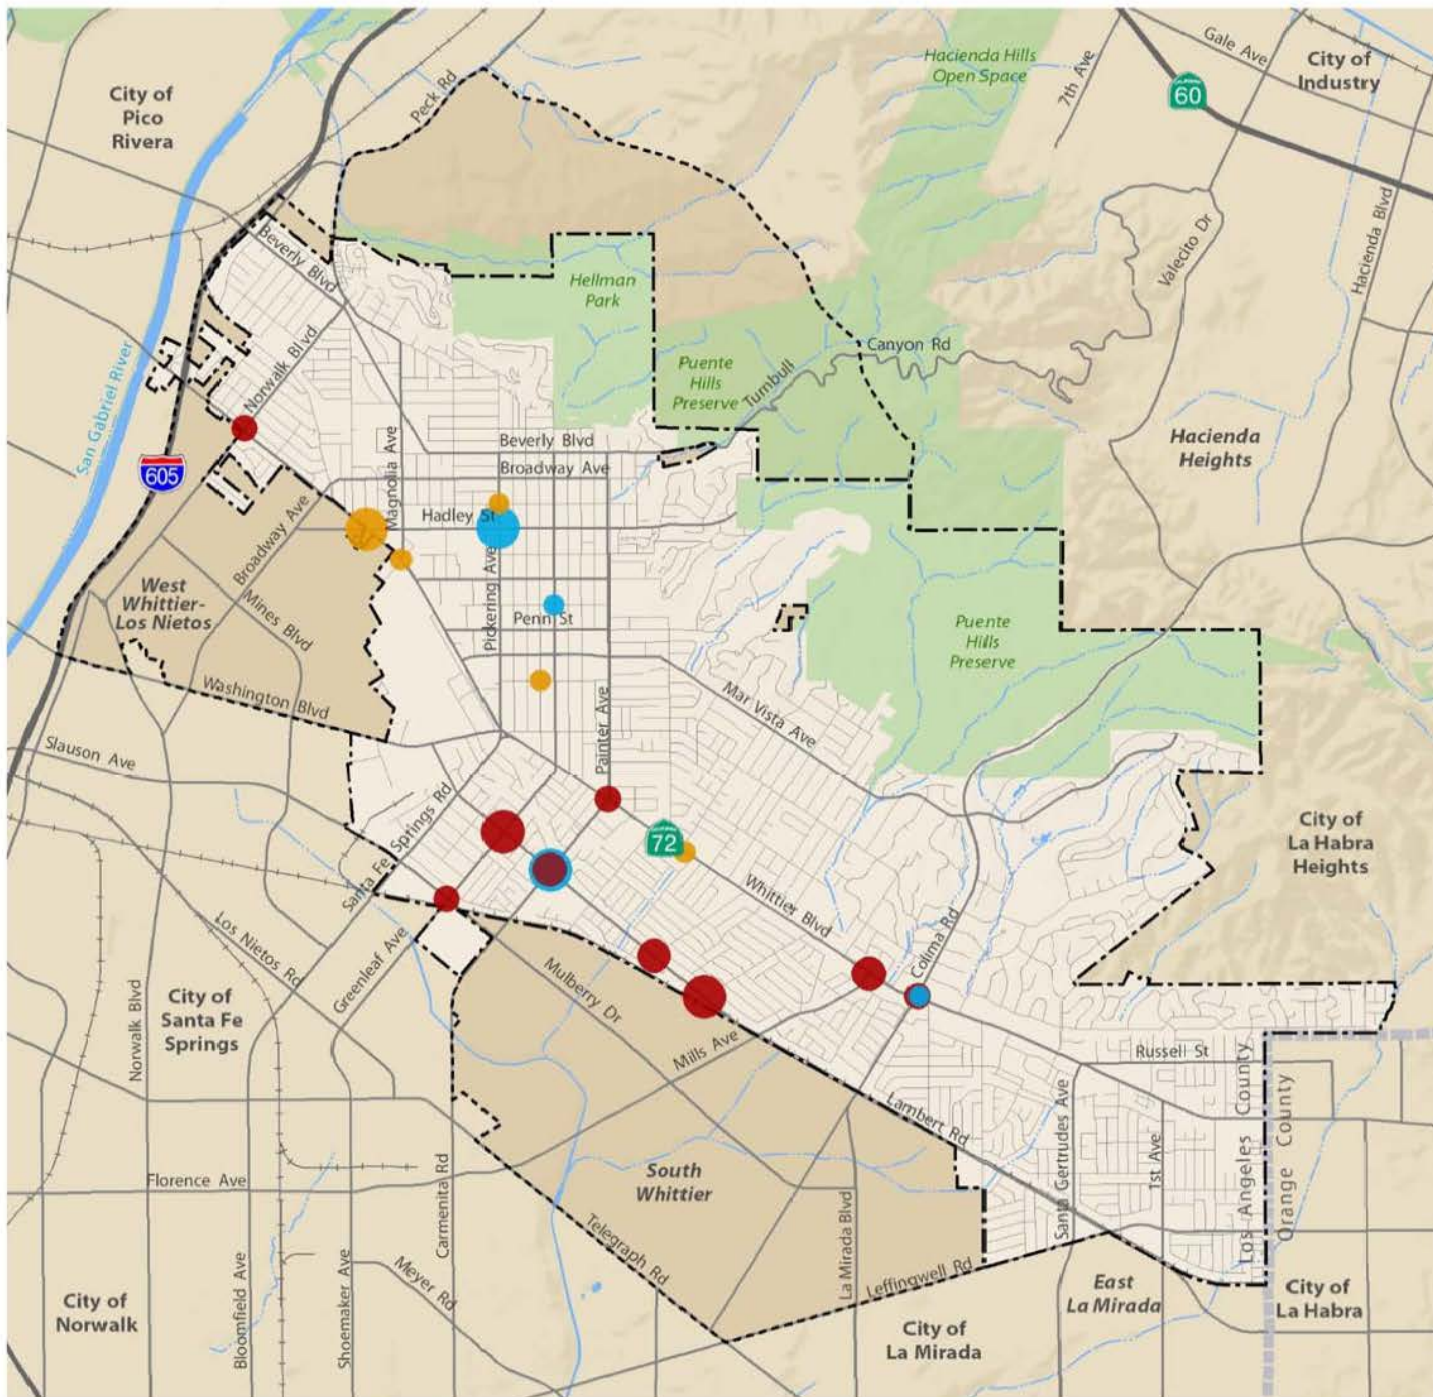 Hacienda Hills
Open Space
7th Ave
Gale Ave
City of
Industry
CALIFORNIA
60
City of
Pico
Rivera
Peck Rd
Beverly Blvd
Hellman
Park
Valecito Dr
Hacienda Blvd
San Gabriel River
Norwalk Blvd
Puente
Hills
Preserve
Turnbull
Canyon Rd
605
Magnolia Ave
Beverly Blvd
Broadway Ave
Hacienda
Heights
Hadley St
Broadway Ave
West
Whittier-
Los Nietos
Mines Blvd
Pickering Ave
Penn St
Puente
Hills
Preserve
Washington Blvd
Painter Ave
Mar Vista Ave
Slauson Ave
Santa Fe Springs Rd
72
Whittier Blvd
City of
La Habra
Heights
Los Nietos Rd
Greenleaf Ave
Colima Rd
Mulberry Dr
City of
Santa Fe
Springs
Norwalk Blvd
Mills Ave
Russell St
Lambert Rd
Santa Gertrudes Ave
1st Ave
Los Angeles County
Orange County
Florence Ave
Carmenita Rd
South
Whittier
La Mirada Blvd
Telegraph Rd
Leffingwell Rd
City of
Norwalk
Bloomfield Ave
Shoemaker Ave
Meyer Rd
East
La Mirada
City of
La Habra
City of
La Mirada